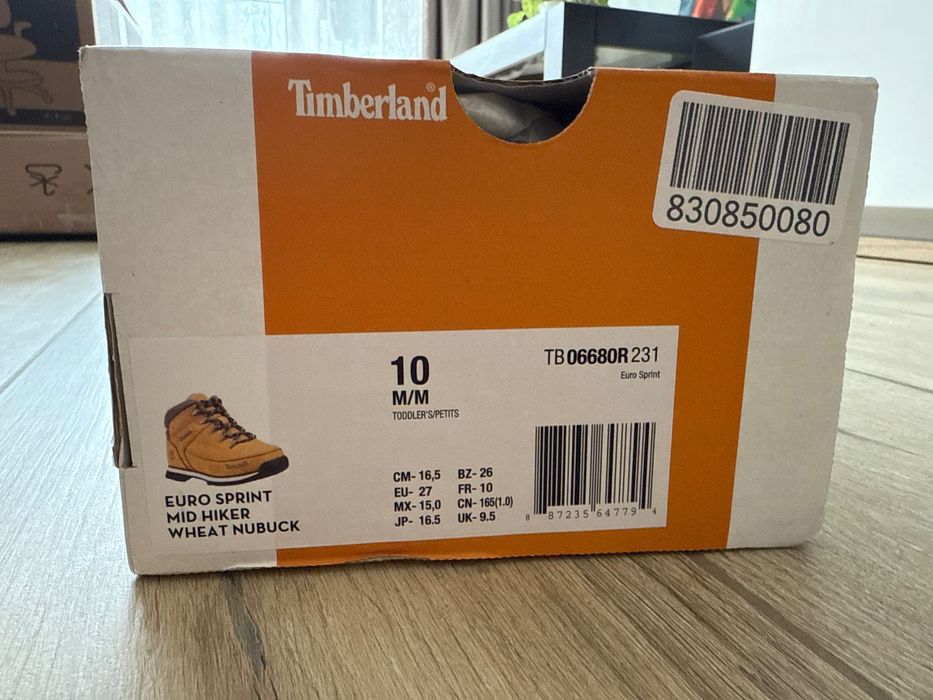 Timberland®
830850080
10
M/M
TODDLER'S/PETITS
TB 06680R 231
Euro Sprint
CM- 16,5 BZ- 26
EU- 27 FR- 10
MX- 15,0 CN- 165(1.0)
JP- 16.5 UK- 9.5
8 87235 64779 4
EURO SPRINT
MID HIKER
WHEAT NUBUCK